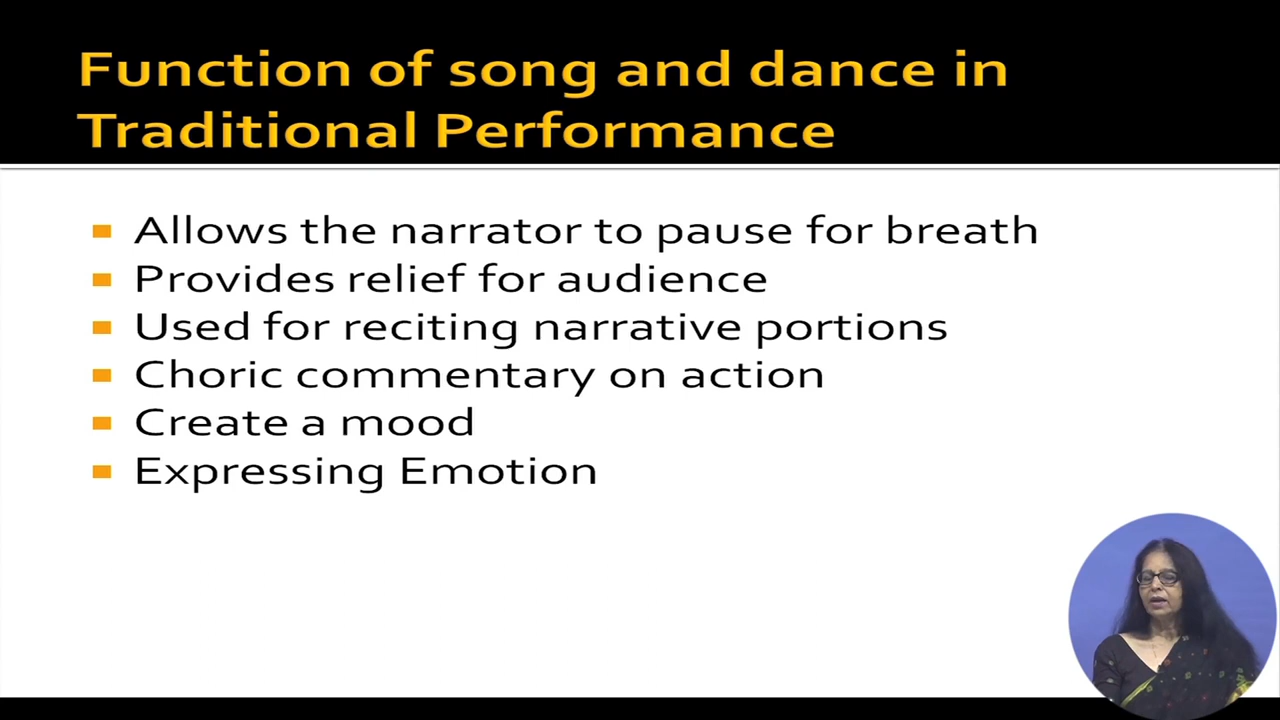 Function of song and dance in
Traditional Performance
Allows the narrator to pause for breath
Provides relief for audience
Used for reciting narrative portions
Choric commentary on action
Create a mood
Expressing Emotion